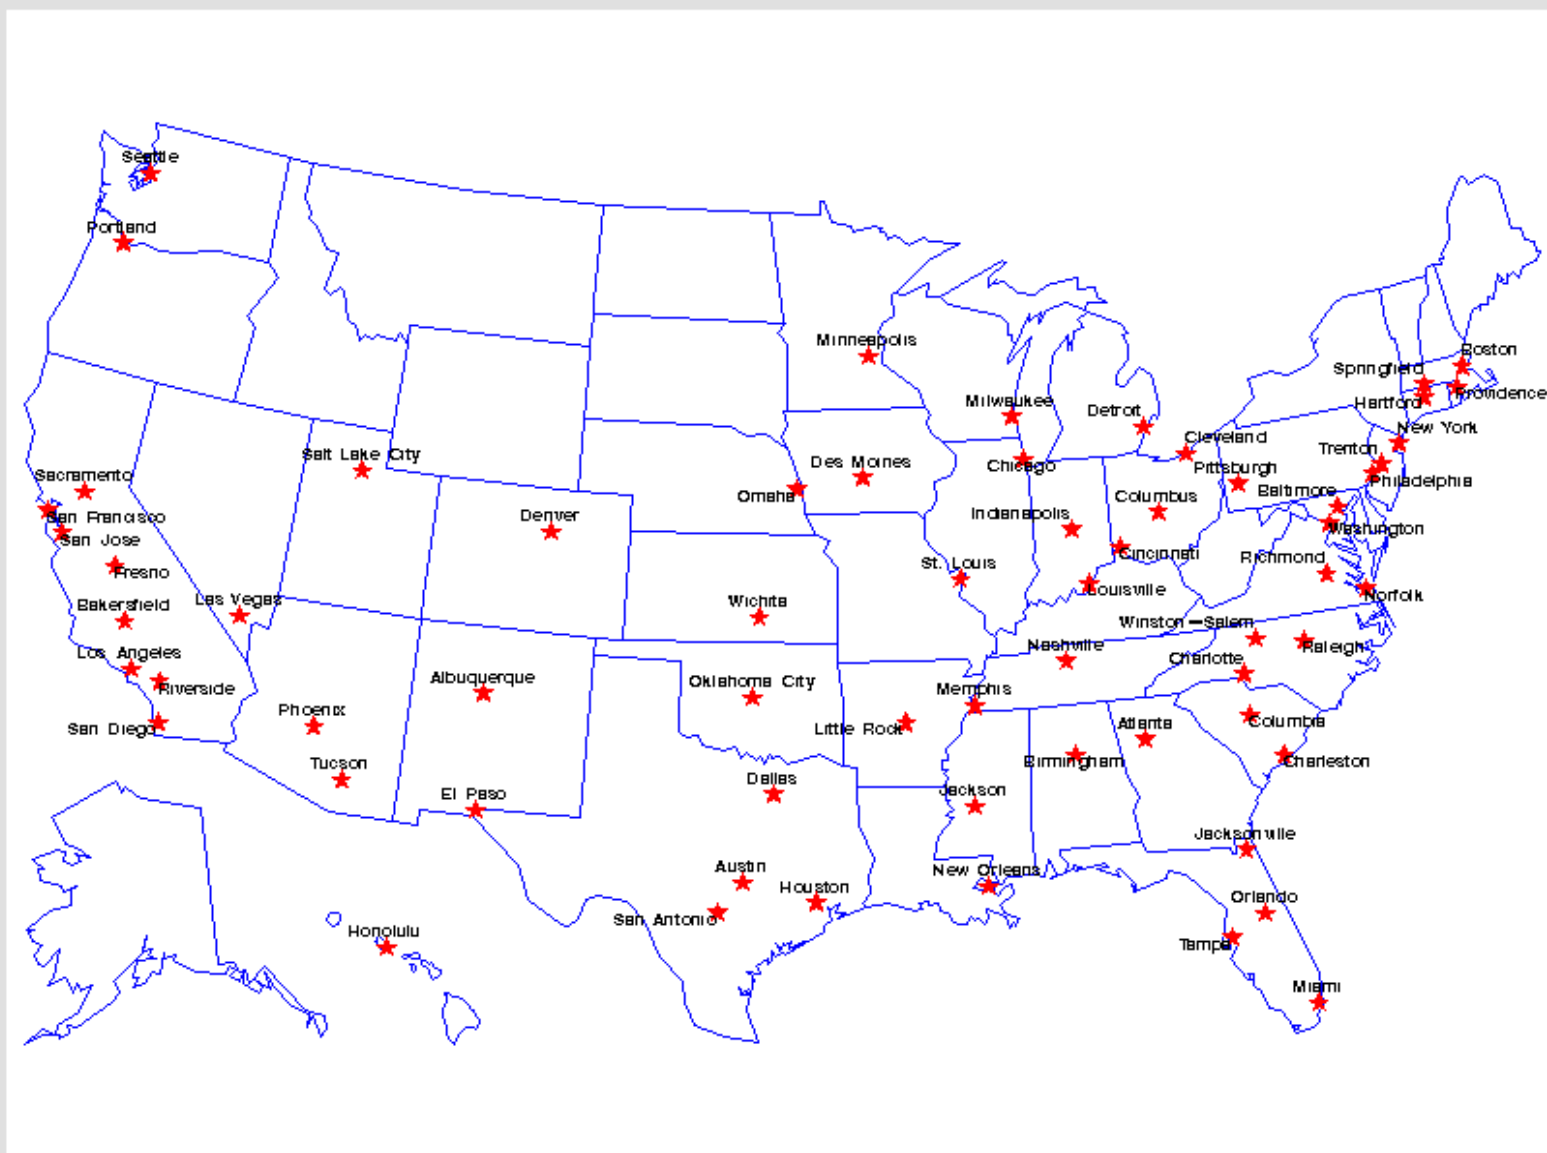 Seattle
Portland
Minneapolis
Boston
Springfield
Providence
Hartford
Milwaukee
Detroit
New York
Cleveland
Trenton
Salt Lake City
Des Moines
Chicago
Pittsburgh
Sacramento
Philadelphia
Omaha
Baltimore
Columbus
San Francisco
Denver
Indianapolis
Washington
San Jose
Cincinnati
Richmond
St. Louis
Fresno
Louisville
Norfolk
Bakersfield
Las Vegas
Wichita
Winston-Salem
Nashville
Raleigh
Los Angeles
Charlotte
Albuquerque
Oklahoma City
Riverside
Memphis
Phoenix
San Diego
Little Rock
Atlanta
Columbia
Tucson
Birmingham
Charleston
Dallas
El Paso
Jackson
Jacksonville
Austin
New Orleans
Houston
Orlando
San Antonio
Honolulu
Tampa
Miami